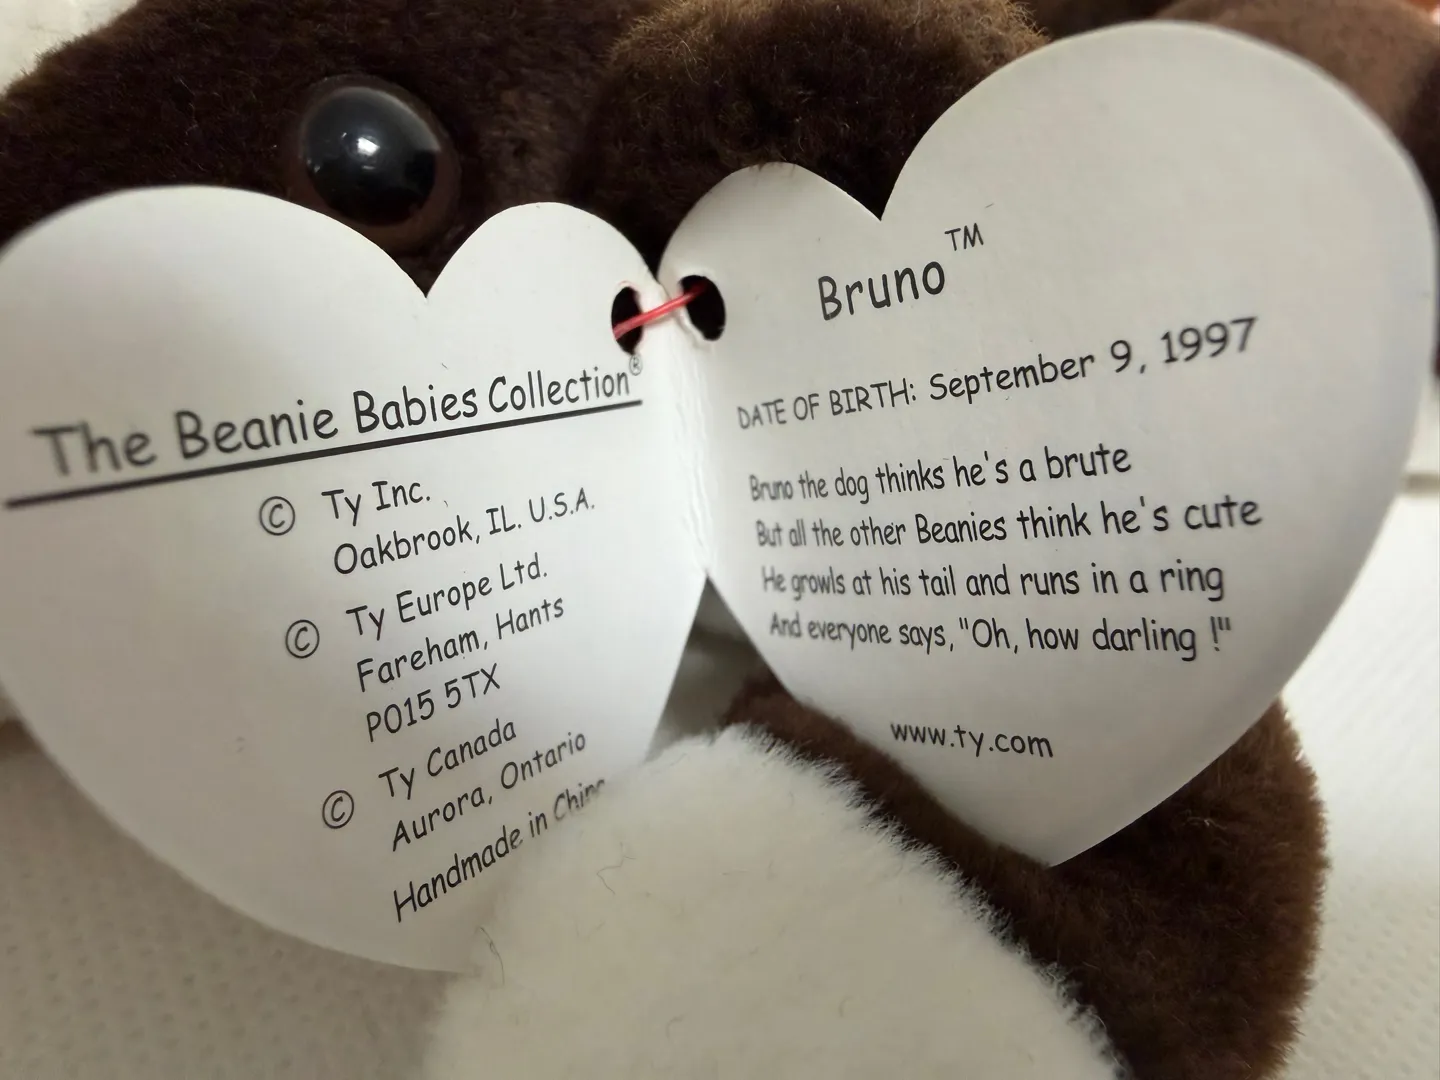 The Beanie Babies Collection®
© Ty Inc.
Oakbrook, IL. U.S.A.
© Ty Europe Ltd.
Fareham, Hants
PO15 5TX
© Ty Canada
Aurora, Ontario
Handmade in China
Bruno™
DATE OF BIRTH: September 9, 1997
Bruno the dog thinks he's a brute
But all the other Beanies think he's cute
He growls at his tail and runs in a ring
And everyone says, "Oh, how darling !"
www.ty.com